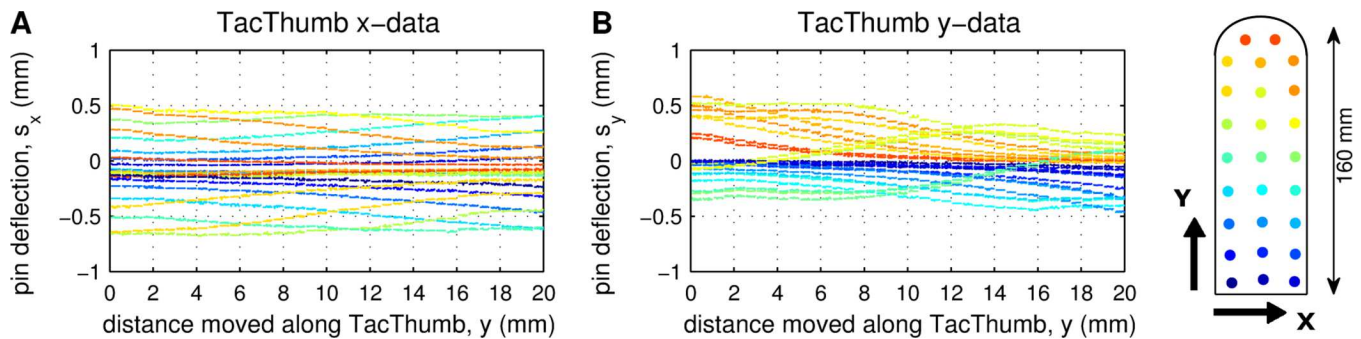 A TacThumb x−data
pin deflection, s_x (mm)
1
0.5
0
−0.5
−1
0 2 4 6 8 10 12 14 16 18 20
distance moved along TacThumb, y (mm)
B TacThumb y−data
pin deflection, s_y (mm)
1
0.5
0
−0.5
−1
0 2 4 6 8 10 12 14 16 18 20
distance moved along TacThumb, y (mm)
160 mm
Y
X